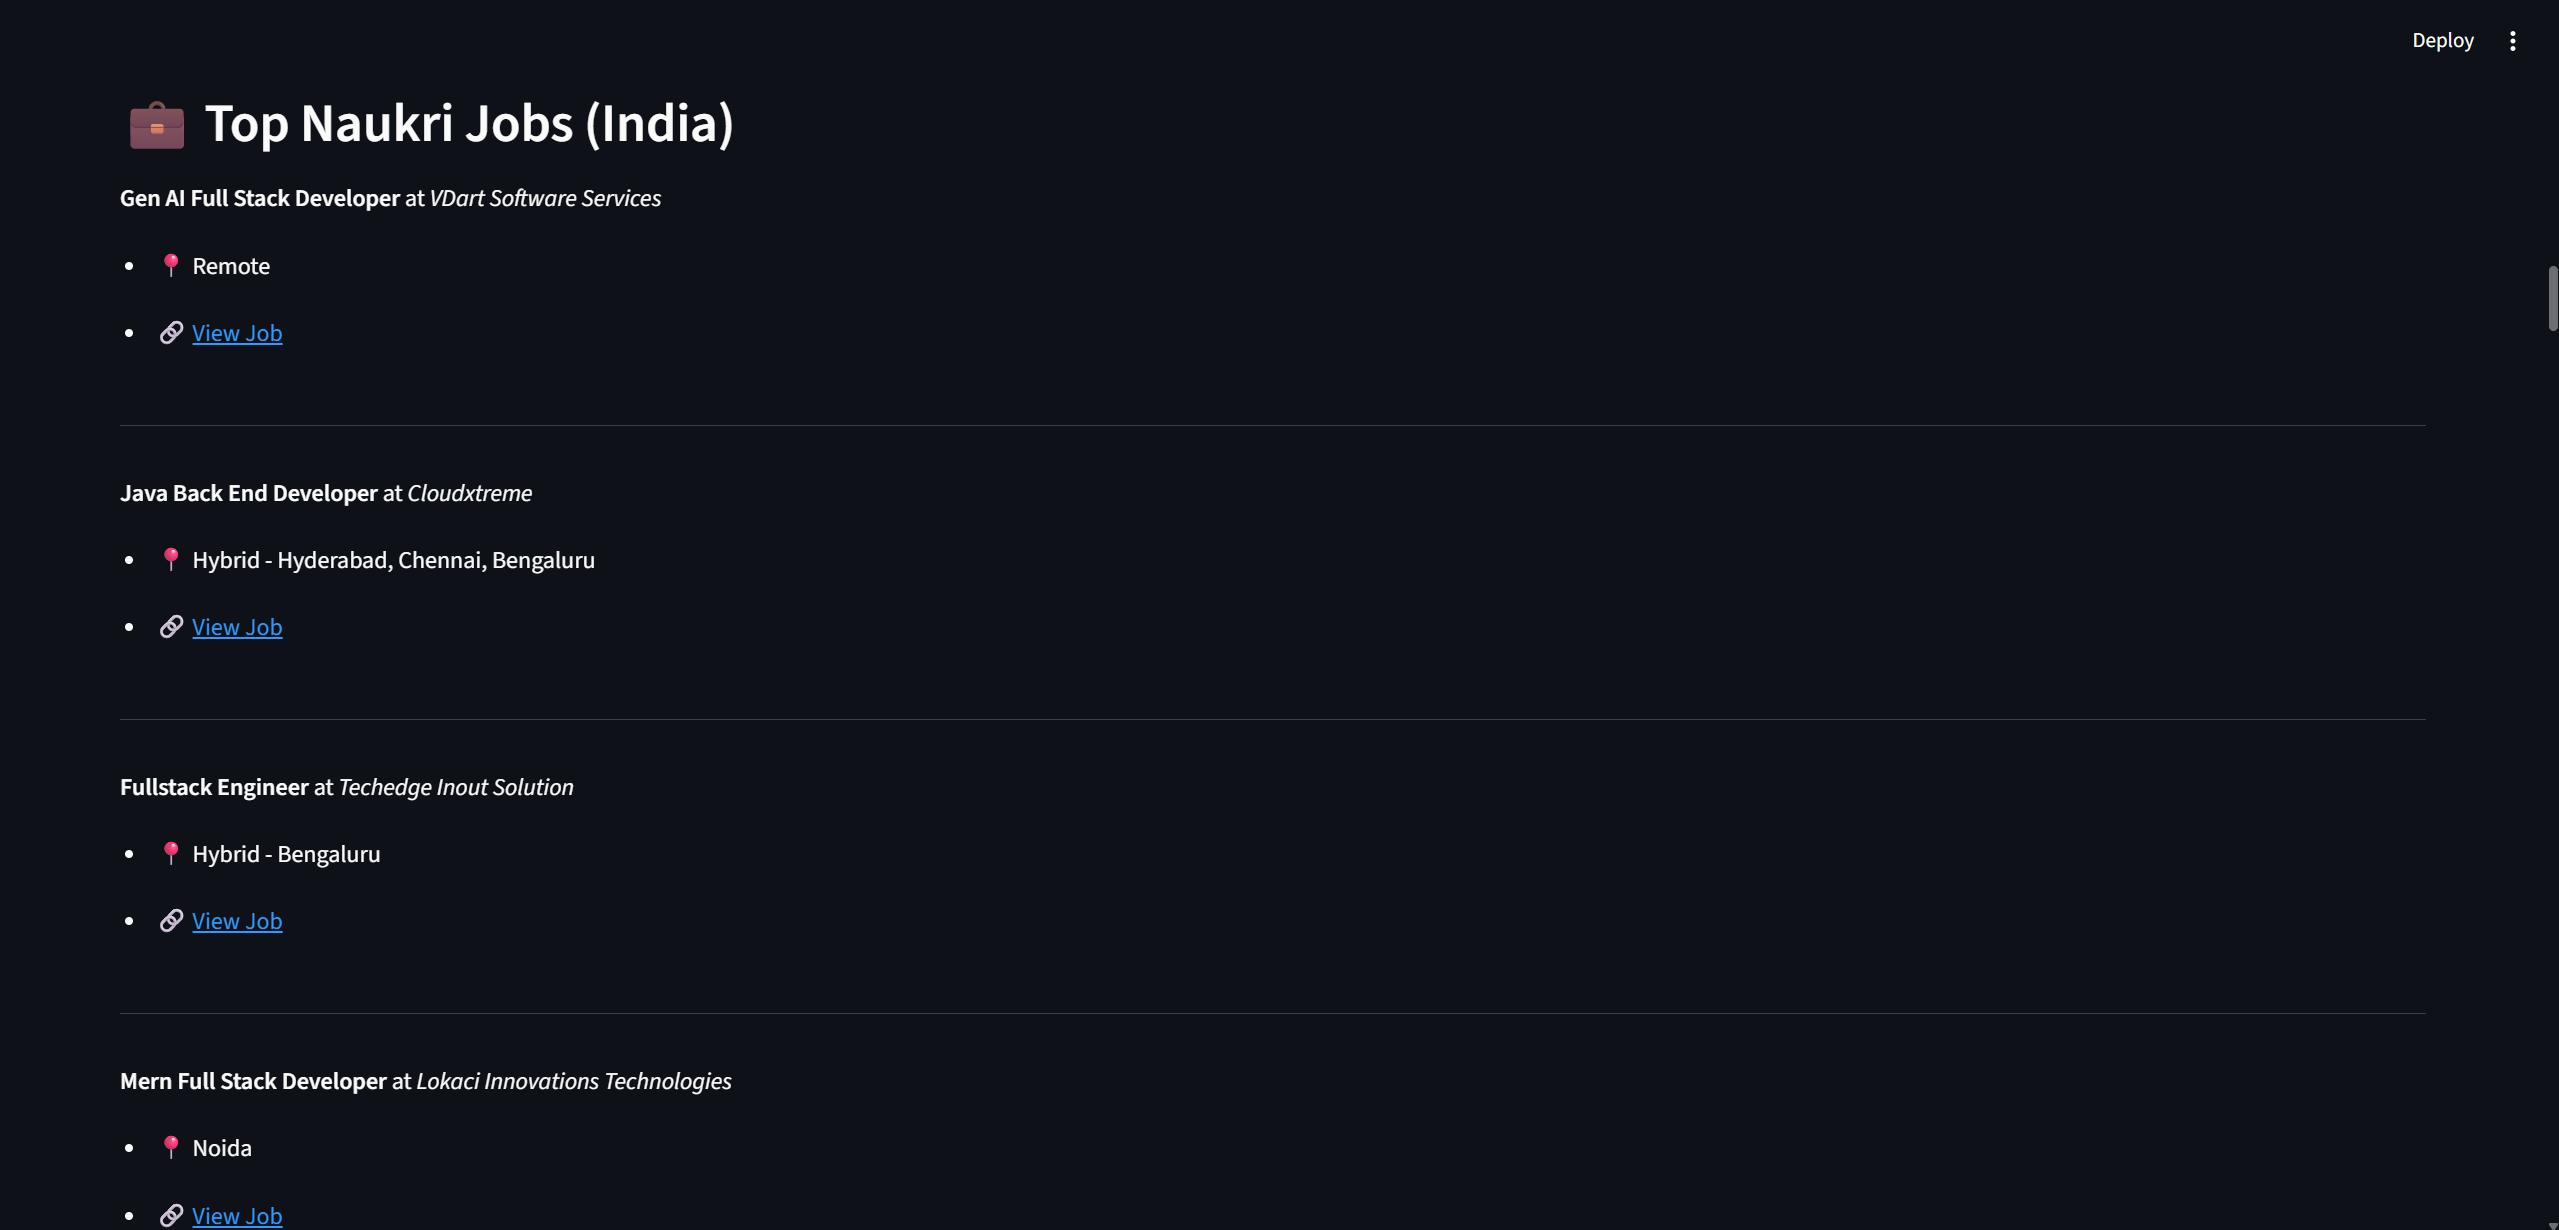 Deploy
Top Naukri Jobs (India)
Gen AI Full Stack Developer at VDart Software Services
Remote
View Job
Java Back End Developer at Cloudxtreme
Hybrid - Hyderabad, Chennai, Bengaluru
View Job
Fullstack Engineer at Techedge Inout Solution
Hybrid - Bengaluru
View Job
Mern Full Stack Developer at Lokaci Innovations Technologies
Noida
View Job